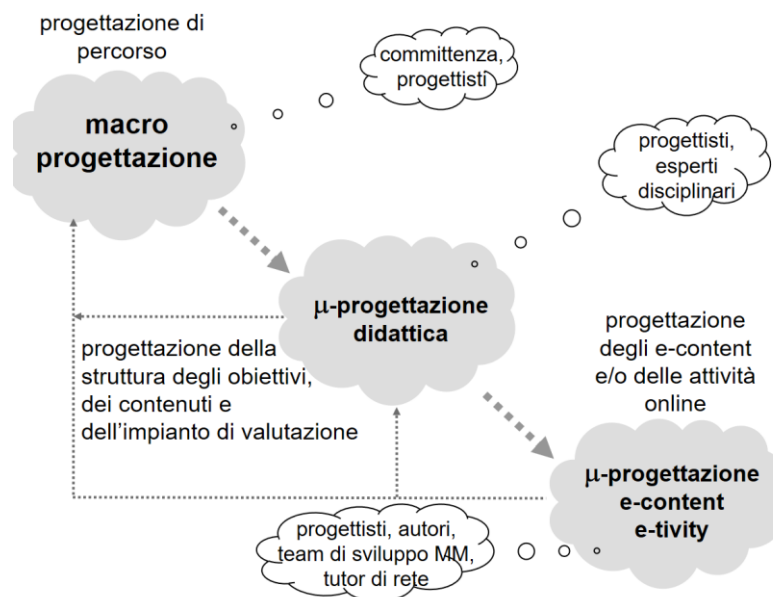 progettazione di
percorso
macro
progettazione
committenza,
progettisti
progettisti,
esperti
disciplinari
μ-progettazione
didattica
progettazione della
struttura degli obiettivi,
dei contenuti e
dell’impianto di valutazione
progettazione
degli e-content
e/o delle attività
online
μ-progettazione
e-content
e-tivity
progettisti, autori,
team di sviluppo MM,
tutor di rete